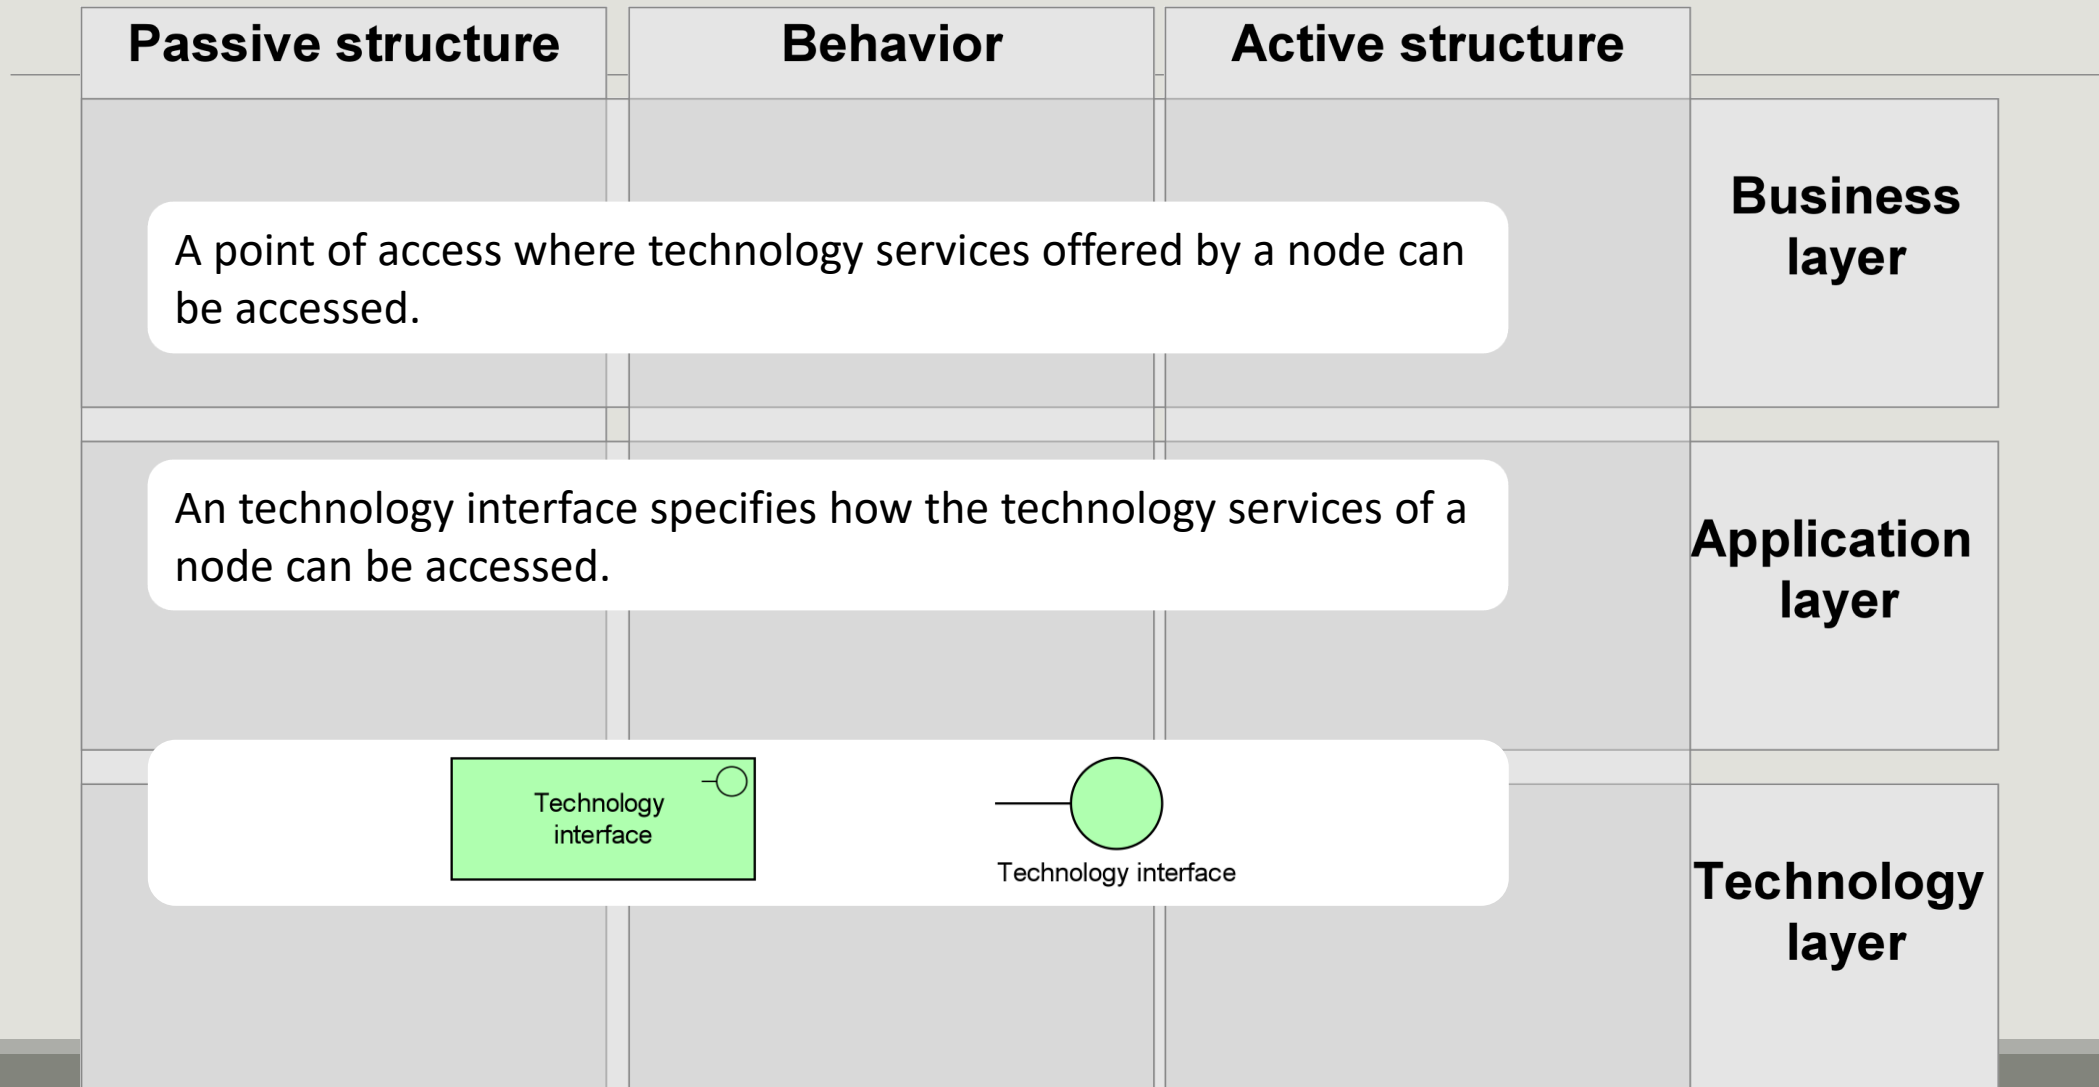 Passive structure
Behavior
Active structure
Business
layer
A point of access where technology services offered by a node can
be accessed.
An technology interface specifies how the technology services of a
node can be accessed.
Application
layer
Technology
interface
Technology interface
Technology
layer